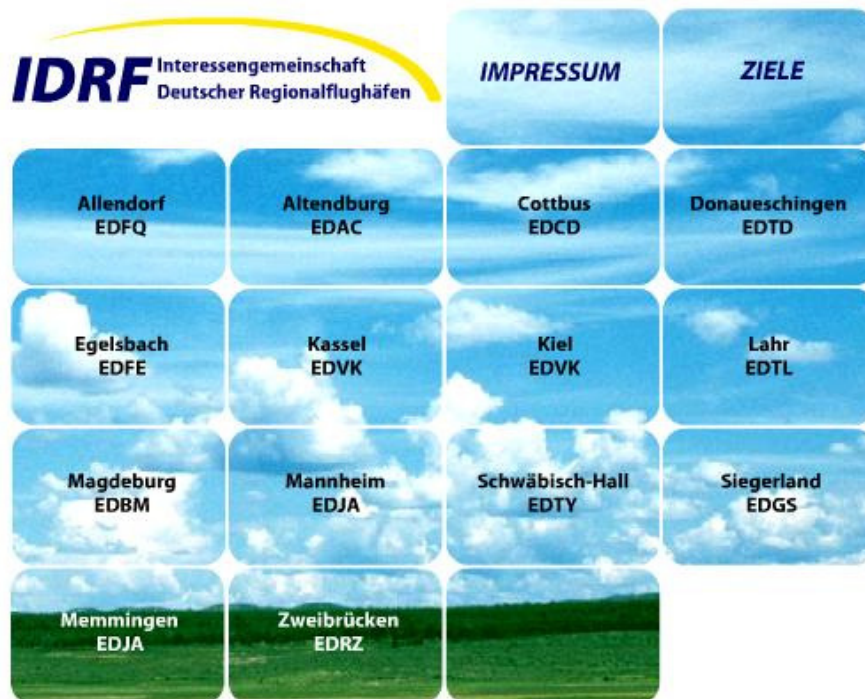 IDRF Interessengemeinschaft
Deutscher Regionalflughäfen
IMPRESSUM
ZIELE
Allendorf
EDFQ
Altendburg
EDAC
Cottbus
EDCD
Donaueschingen
EDTD
Egelsbach
EDFE
Kassel
EDVK
Kiel
EDVK
Lahr
EDTL
Magdeburg
EDBM
Mannheim
EDJA
Schwäbisch-Hall
EDTY
Siegerland
EDGS
Memmingen
EDJA
Zweibrücken
EDRZ